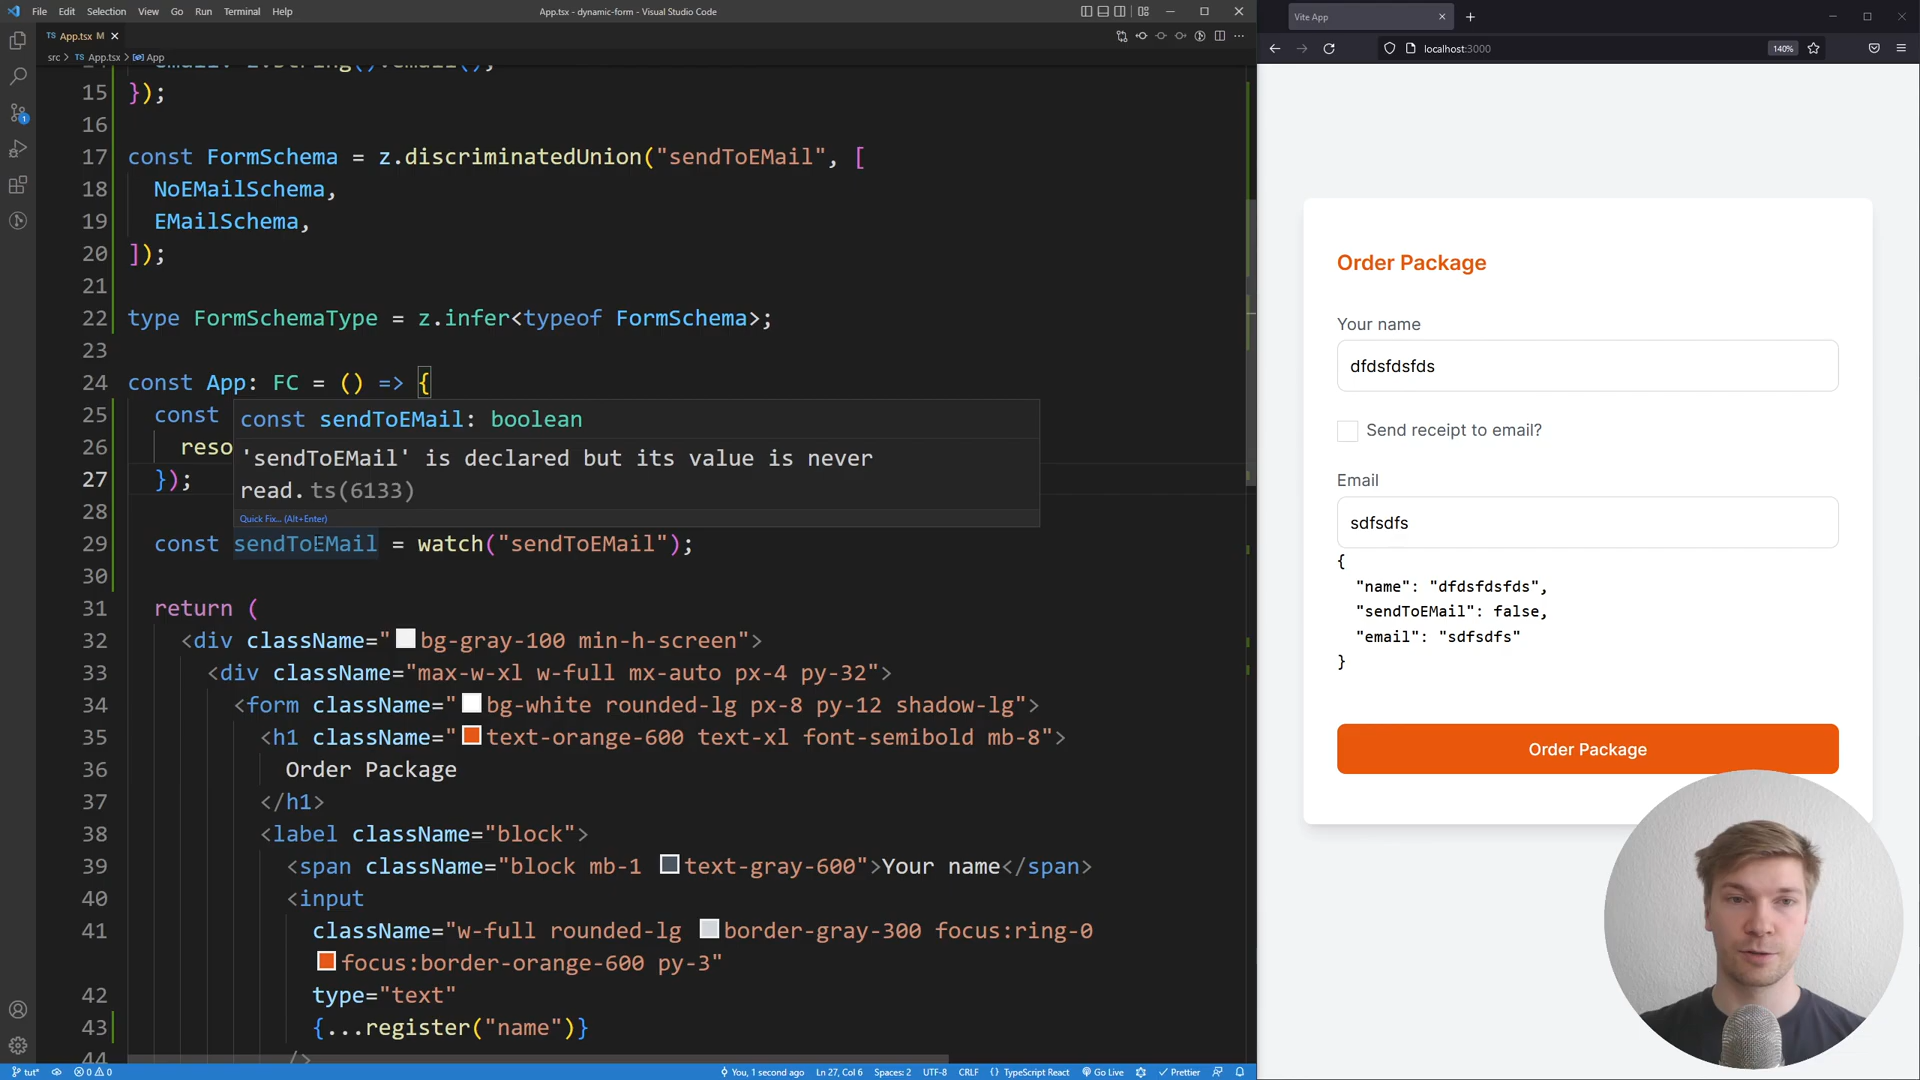 File Edit Selection View Go Run Terminal Help
App.tsx - dynamic-form - Visual Studio Code
TS App.tsx M
src > TS App.tsx > App
15 });
16
17 const FormSchema = z.discriminatedUnion("sendToEMail", [
18 NoEMailSchema,
19 EMailSchema,
20 ]);
21
22 type FormSchemaType = z.infer<typeof FormSchema>;
23
24 const App: FC = () => {
25 const
26 reso
27 });
const sendToEMail: boolean
'sendToEMail' is declared but its value is never
read. ts(6133)
Quick Fix... (Alt+Enter)
28
29 const sendToEMail = watch("sendToEMail");
30
31 return (
32 <div className="bg-gray-100 min-h-screen">
33 <div className="max-w-xl w-full mx-auto px-4 py-32">
34 <form className="bg-white rounded-lg px-8 py-12 shadow-lg">
35 <h1 className="text-orange-600 text-xl font-semibold mb-8">
36 Order Package
37 </h1>
38 <label className="block">
39 <span className="block mb-1 text-gray-600">Your name</span>
40 <input
41 className="w-full rounded-lg border-gray-300 focus:ring-0
focus:border-orange-600 py-3"
42 type="text"
43 {...register("name")}
44 />
tut* 0 0 You, 1 second ago Ln 27, Col 6 Spaces: 2 UTF-8 CRLF {} TypeScript React Go Live Prettier
Vite App
localhost:3000 140%
Order Package
Your name
dfdsfdsfds
Send receipt to email?
Email
sdfsdfs
{
"name": "dfdsfdsfds",
"sendToEMail": false,
"email": "sdfsdfs"
}
Order Package